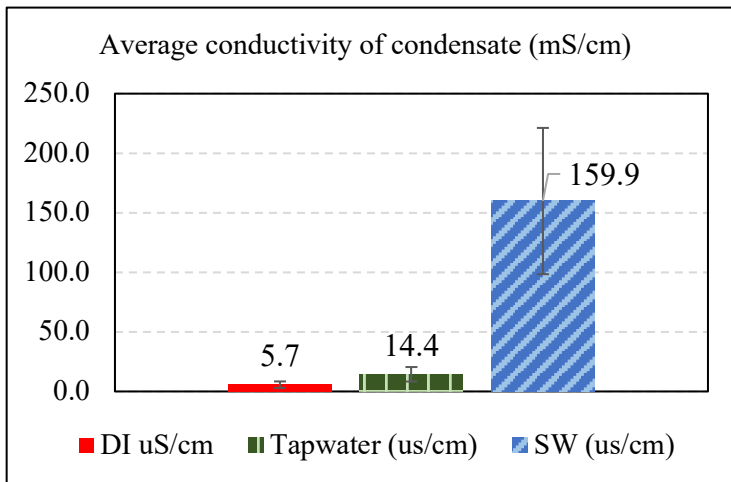 Average conductivity of condensate (mS/cm)
250.0
200.0
150.0
100.0
50.0
0.0
5.7
14.4
159.9
DI uS/cm
Tapwater (us/cm)
SW (us/cm)